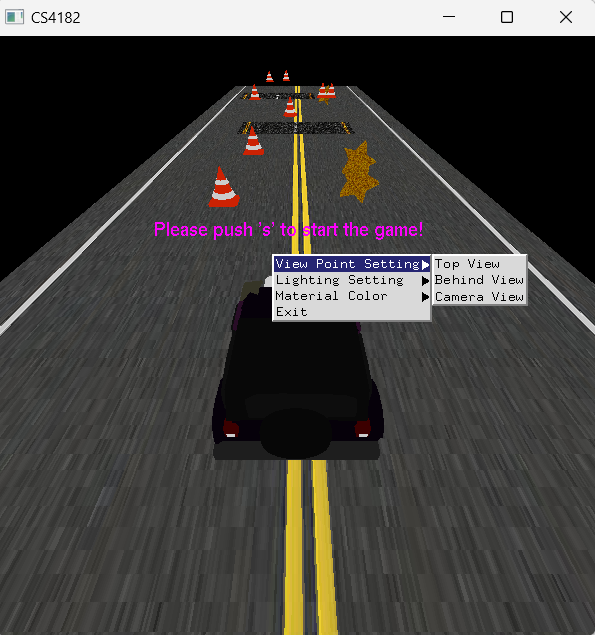 CS4182
Please push 's' to start the game!
View Point Setting
Top View
Lighting Setting
Behind View
Material Color
Camera View
Exit